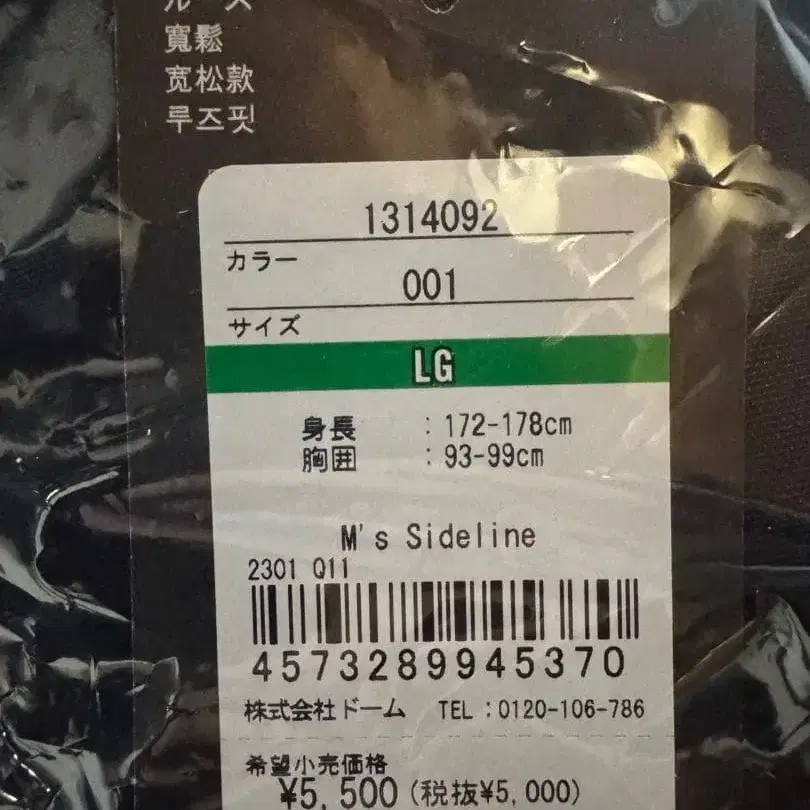 ルース
寬鬆
宽松款
루즈핏
1314092
カラー
001
サイズ
LG
身長 : 172-178cm
胸囲 : 93-99cm
M's Sideline
2301 Q11
4573289945370
株式会社ドーム TEL:0120-106-786
希望小売価格
¥5,500(税抜¥5,000)